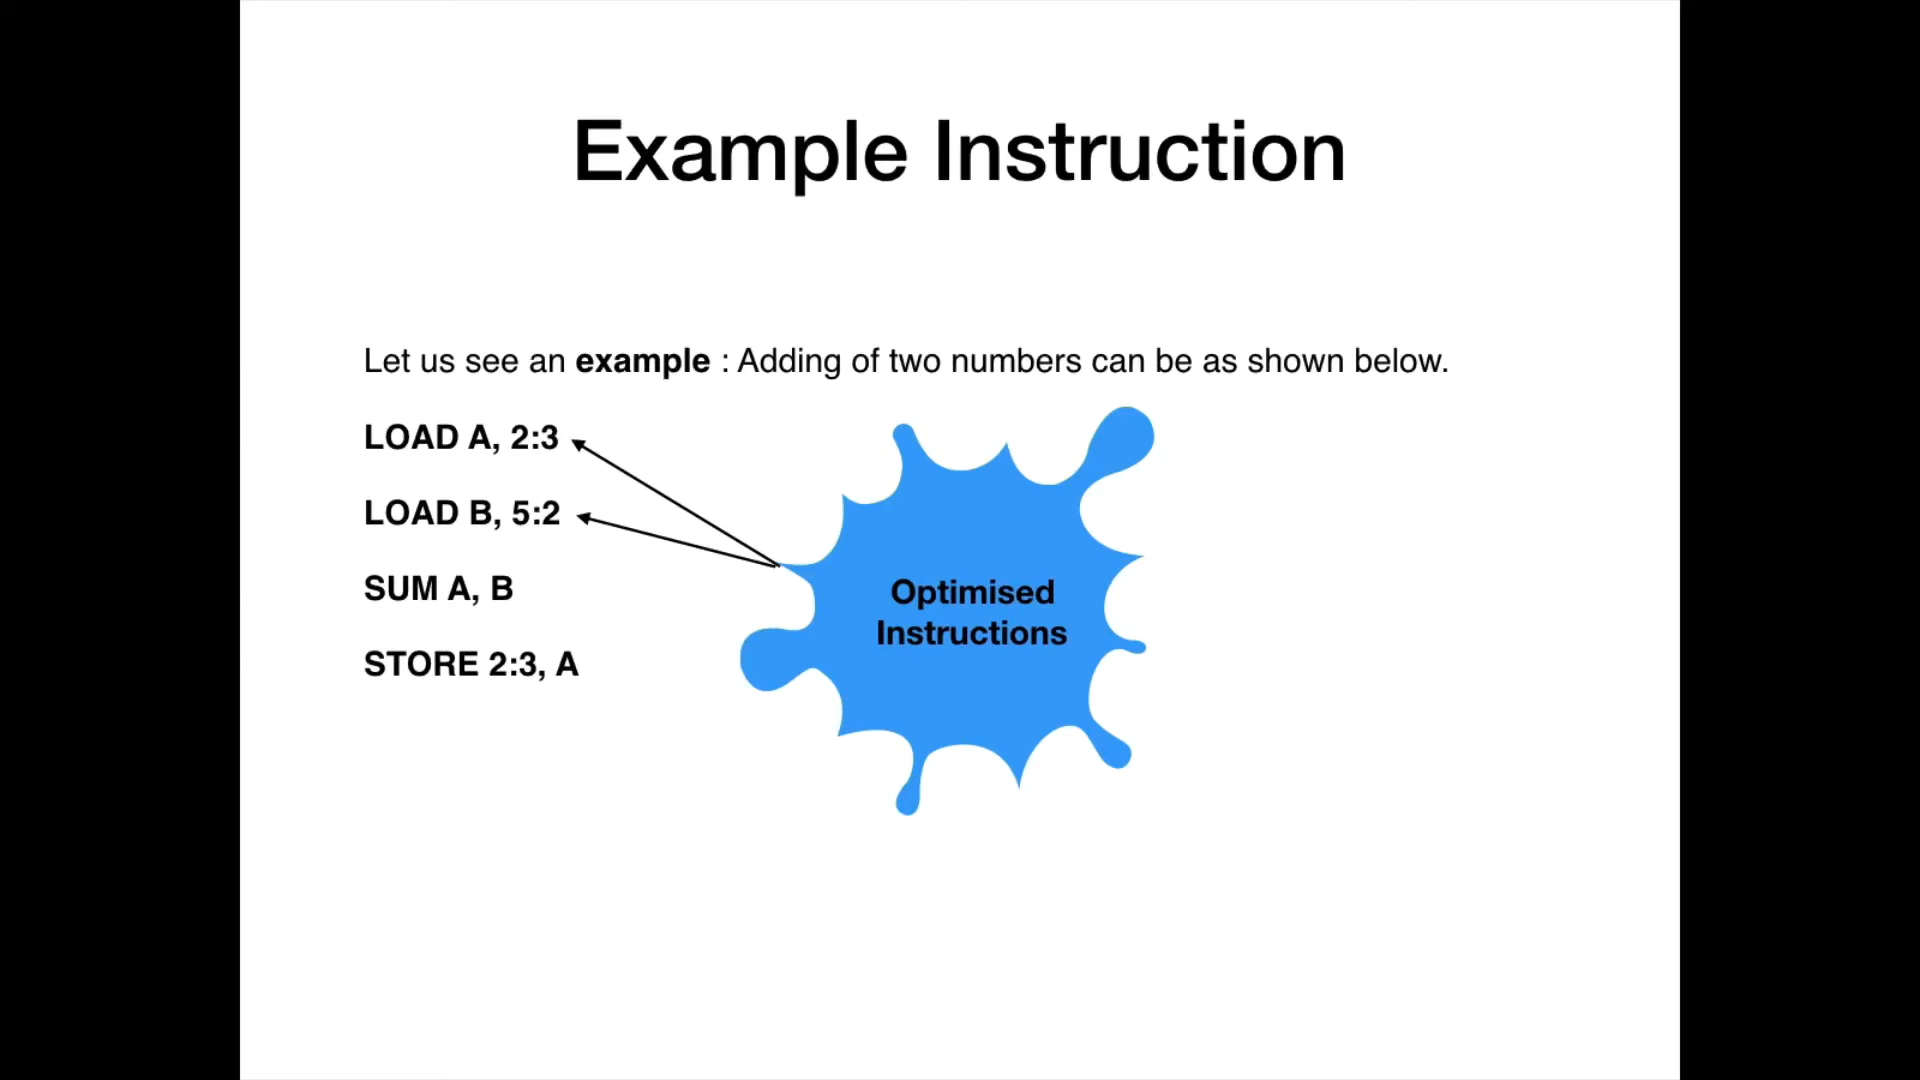 Example Instruction
Let us see an example : Adding of two numbers can be as shown below.
LOAD A, 2:3
LOAD B, 5:2
SUM A, B
STORE 2:3, A
Optimised
Instructions